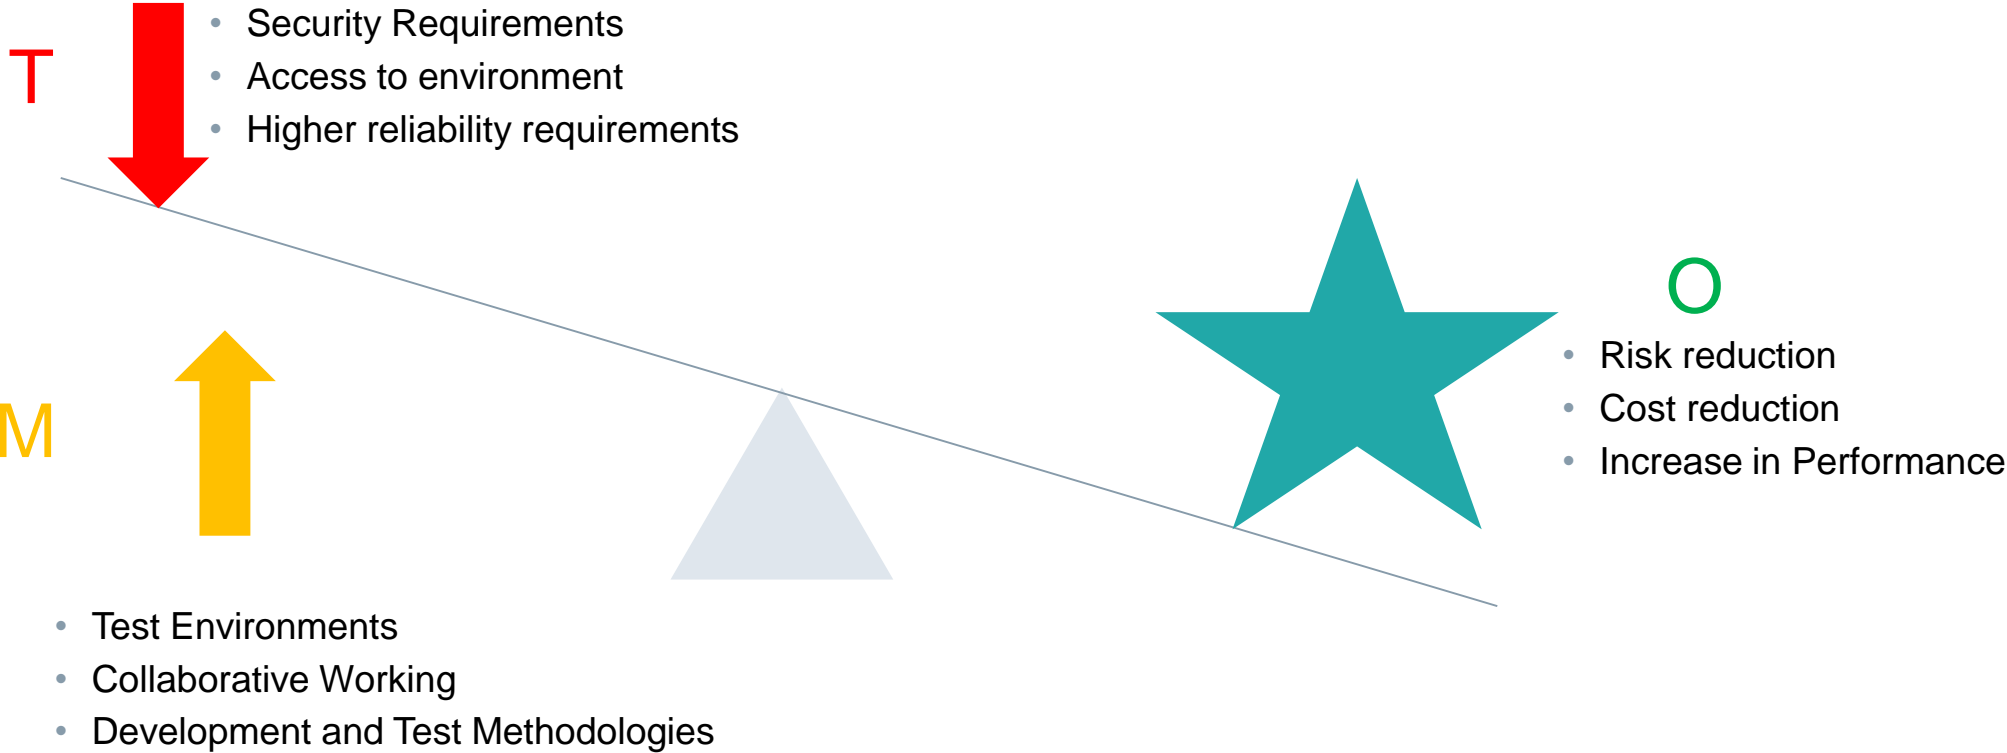 T
• Security Requirements
• Access to environment
• Higher reliability requirements
O
• Risk reduction
• Cost reduction
• Increase in Performance
M
• Test Environments
• Collaborative Working
• Development and Test Methodologies